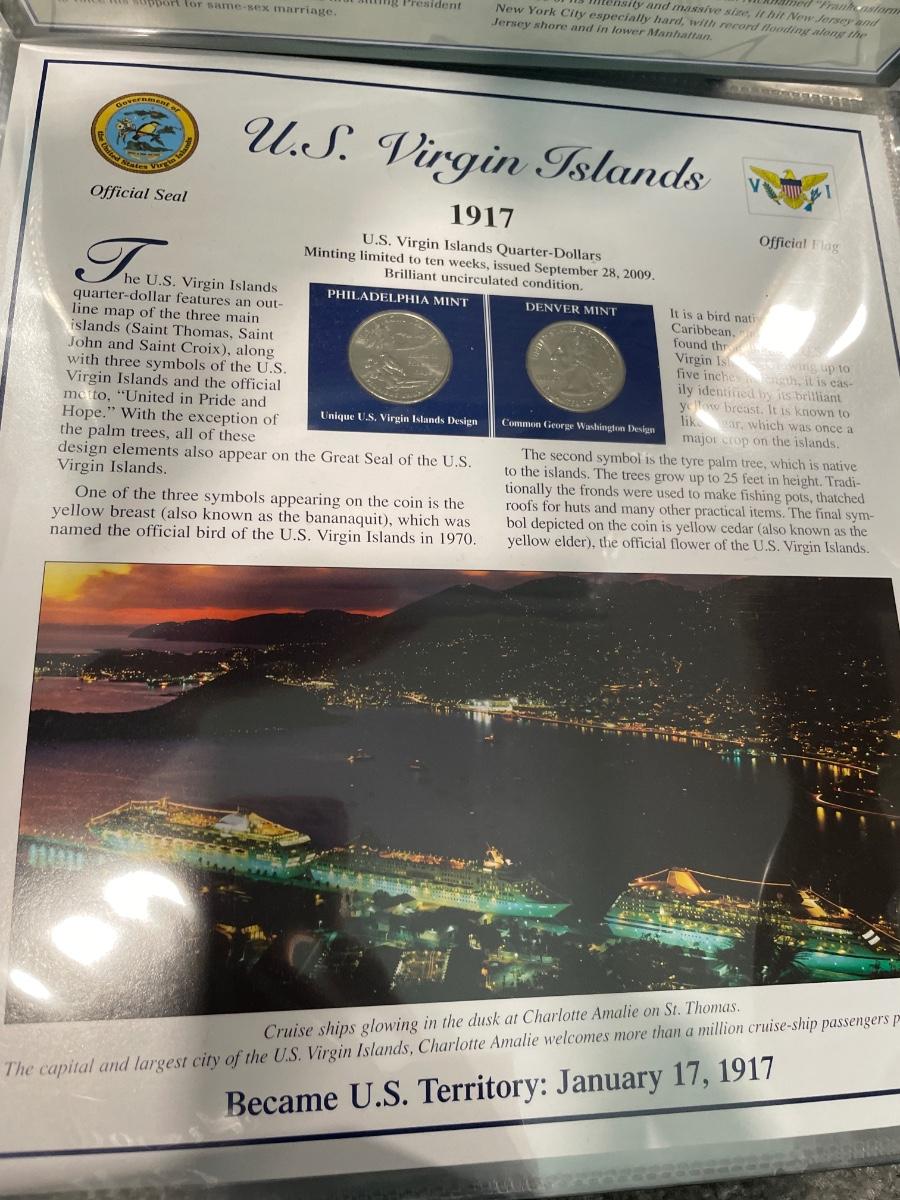 his support for same-sex marriage.
sitting President
intensity and massive size, it hit New Jersey and
New York City especially hard, with record flooding along the
Jersey shore and in lower Manhattan.
Government of
the United States Virgin Islands
Official Seal
U.S. Virgin Islands
1917
V I
Official Flag
U.S. Virgin Islands Quarter-Dollars
Minting limited to ten weeks, issued September 28, 2009.
Brilliant uncirculated condition.
PHILADELPHIA MINT
Unique U.S. Virgin Islands Design
DENVER MINT
Common George Washington Design
The U.S. Virgin Islands
quarter-dollar features an out-
line map of the three main
islands (Saint Thomas, Saint
John and Saint Croix), along
with three symbols of the U.S.
Virgin Islands and the official
motto, “United in Pride and
Hope.” With the exception of
the palm trees, all of these
design elements also appear on the Great Seal of the U.S.
Virgin Islands.
One of the three symbols appearing on the coin is the
yellow breast (also known as the bananaquit), which was
named the official bird of the U.S. Virgin Islands in 1970.
It is a bird
Caribbean,
found
Virgin up to
five inches it is eas-
ily identified by its brilliant
yellow breast. It is known to
like which was once a
major crop on the islands.
The second symbol is the tyre palm tree, which is native
to the islands. The trees grow up to 25 feet in height. Tradi-
tionally the fronds were used to make fishing pots, thatched
roofs for huts and many other practical items. The final sym-
bol depicted on the coin is yellow cedar (also known as the
yellow elder), the official flower of the U.S. Virgin Islands.
Cruise ships glowing in the dusk at Charlotte Amalie on St. Thomas.
The capital and largest city of the U.S. Virgin Islands, Charlotte Amalie welcomes more than a million cruise-ship passengers
Became U.S. Territory: January 17, 1917